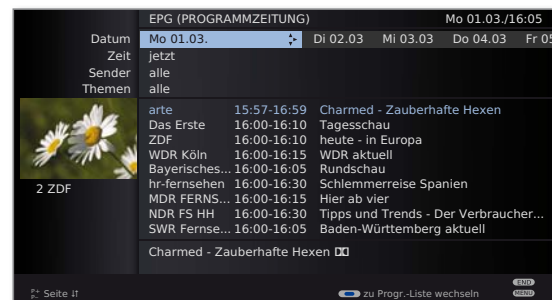 EPG (PROGRAMMZEITUNG) Mo 01.03./16:05
Datum Mo 01.03. Di 02.03 Mi 03.03 Do 04.03 Fr 05
Zeit jetzt
Sender alle
Themen alle
arte 15:57-16:59 Charmed - Zauberhafte Hexen
Das Erste 16:00-16:10 Tagesschau
ZDF 16:00-16:10 heute - in Europa
WDR Köln 16:00-16:15 WDR aktuell
Bayerisches... 16:00-16:05 Rundschau
hr-fernsehen 16:00-16:30 Schlemmerreise Spanien
MDR FERNS... 16:00-16:15 Hier ab vier
NDR FS HH 16:00-16:30 Tipps und Trends - Der Verbraucher...
SWR Fernse... 16:00-16:05 Baden-Württemberg aktuell
2 ZDF
Charmed - Zauberhafte Hexen
END
P+ P- Seite zu Progr.-Liste wechseln MENU